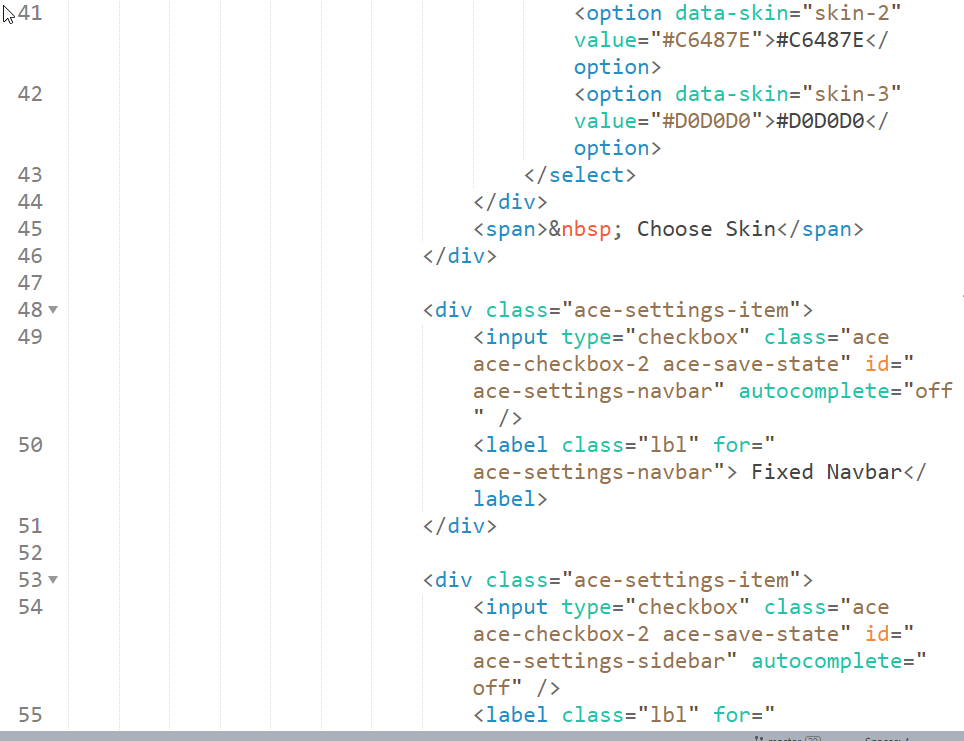 41 <option data-skin="skin-2"
value="#C6487E">#C6487E</
option>
42 <option data-skin="skin-3"
value="#D0D0D0">#D0D0D0</
option>
43 </select>
44 </div>
45 <span>&nbsp; Choose Skin</span>
46 </div>
47
48 <div class="ace-settings-item">
49 <input type="checkbox" class="ace
ace-checkbox-2 ace-save-state" id="
ace-settings-navbar" autocomplete="off
" />
50 <label class="lbl" for="
ace-settings-navbar"> Fixed Navbar</
label>
51 </div>
52
53 <div class="ace-settings-item">
54 <input type="checkbox" class="ace
ace-checkbox-2 ace-save-state" id="
ace-settings-sidebar" autocomplete="
off" />
55 <label class="lbl" for="